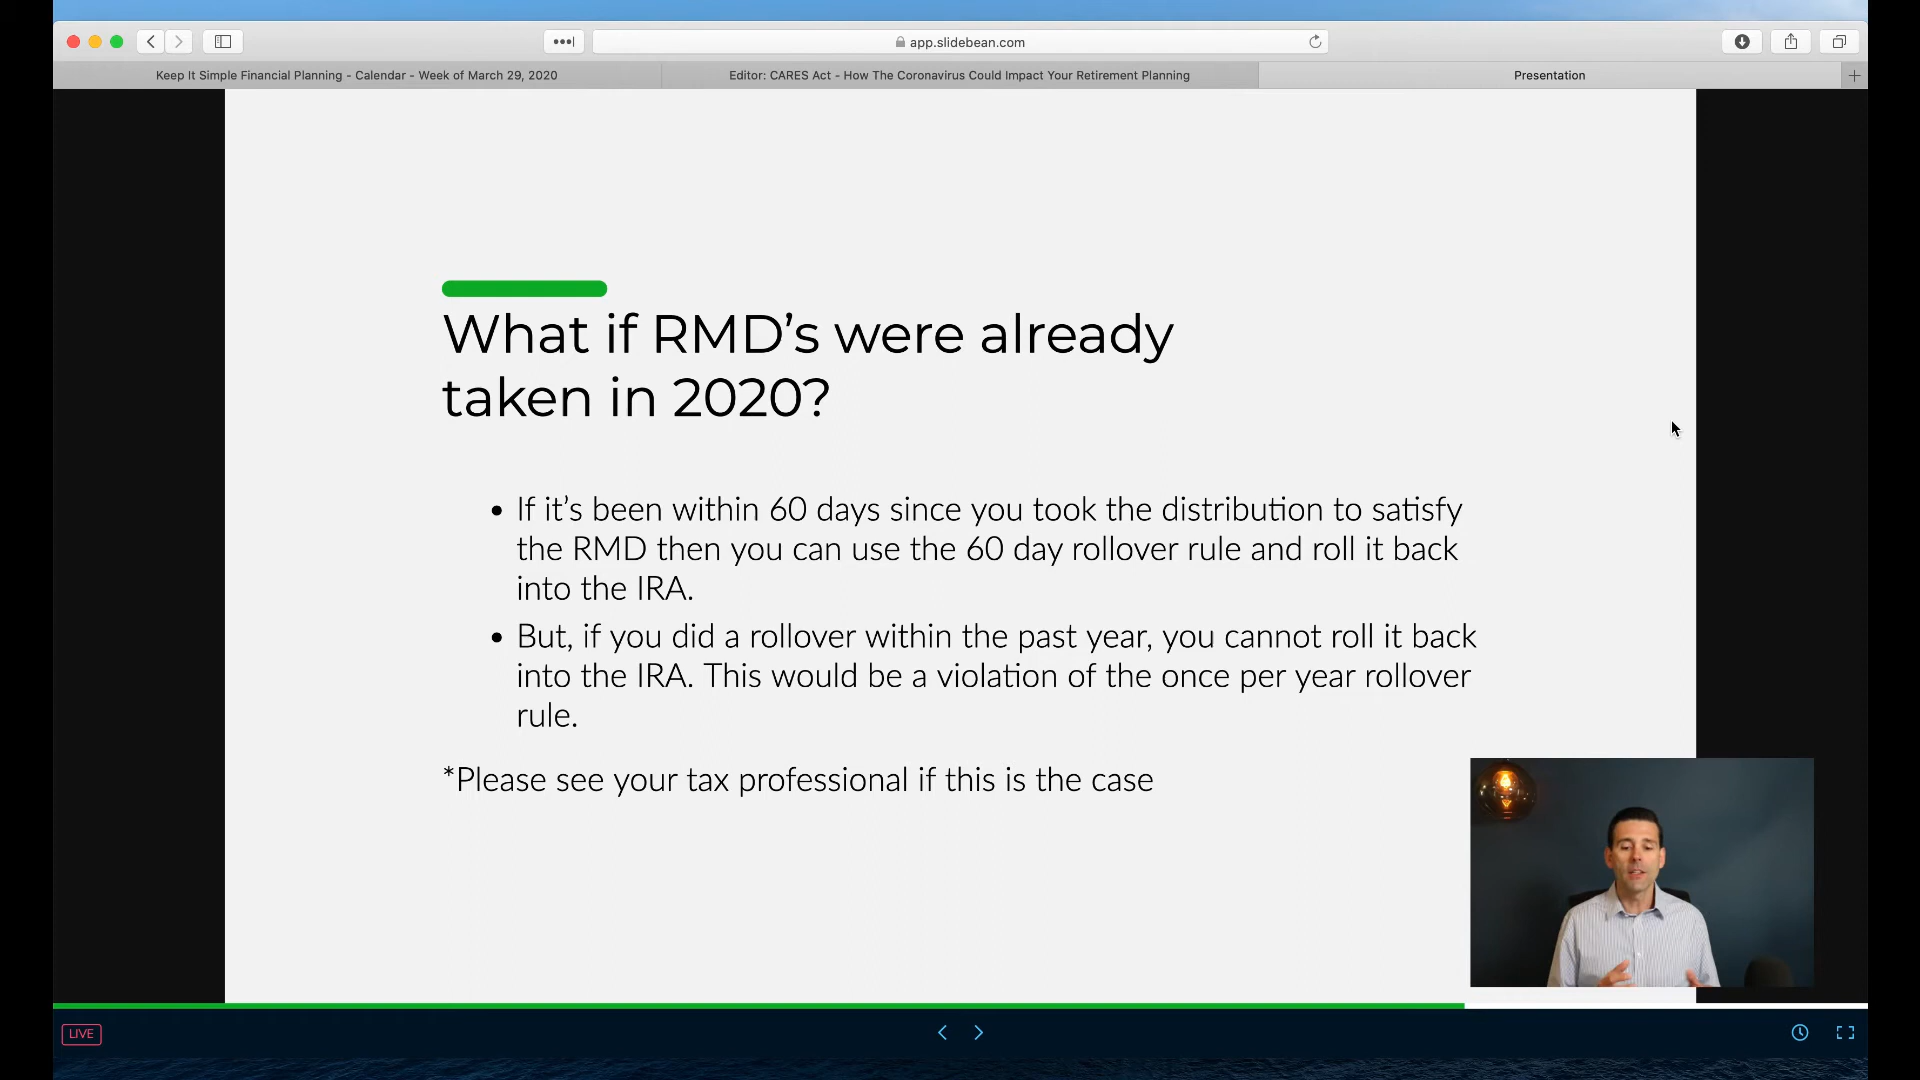 app.slidebean.com
Keep It Simple Financial Planning - Calendar - Week of March 29, 2020
Editor: CARES Act - How The Coronavirus Could Impact Your Retirement Planning
Presentation
What if RMD's were already
taken in 2020?
• If it's been within 60 days since you took the distribution to satisfy
the RMD then you can use the 60 day rollover rule and roll it back
into the IRA.
• But, if you did a rollover within the past year, you cannot roll it back
into the IRA. This would be a violation of the once per year rollover
rule.
*Please see your tax professional if this is the case
LIVE